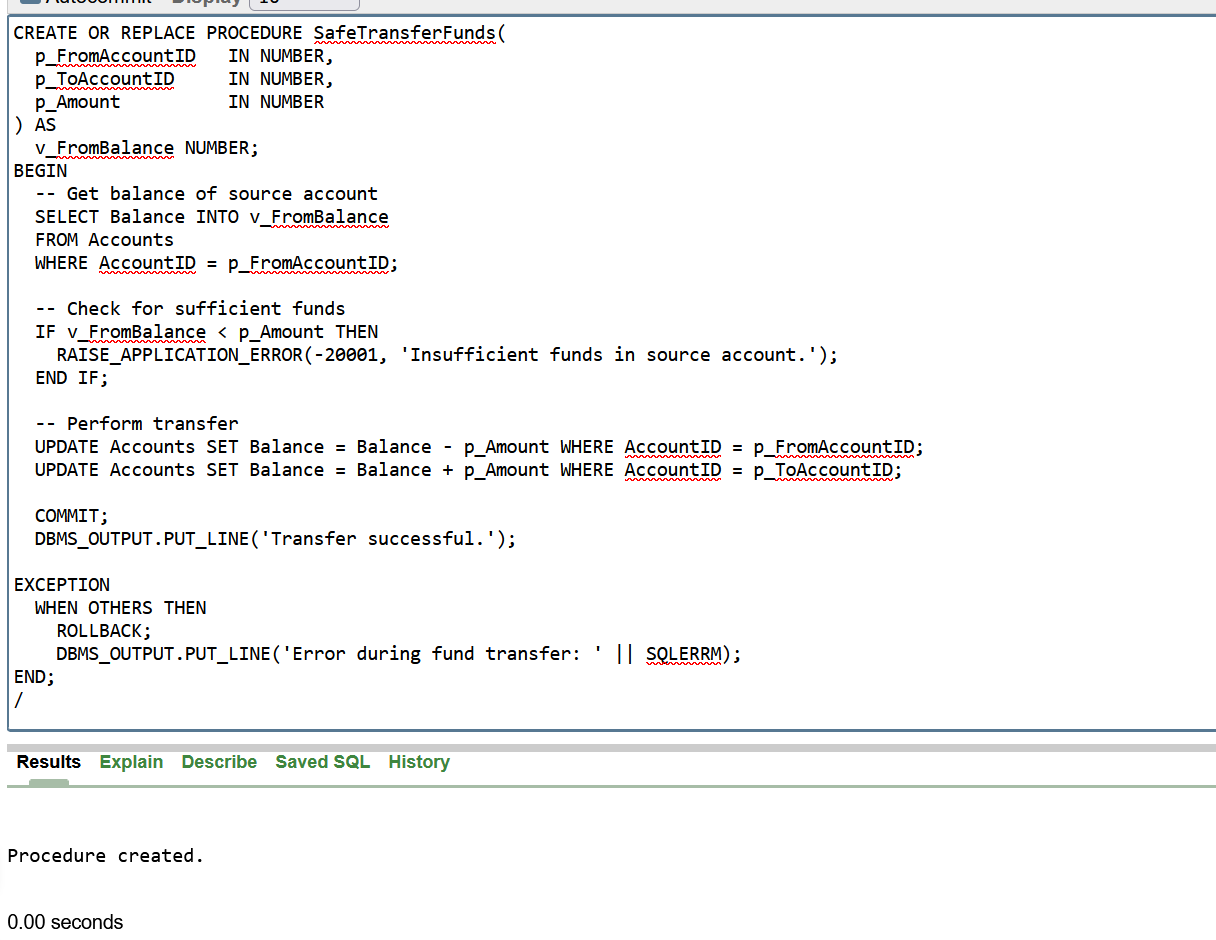 Autocommit Display 10
CREATE OR REPLACE PROCEDURE SafeTransferFunds(
  p_FromAccountID   IN NUMBER,
  p_ToAccountID     IN NUMBER,
  p_Amount          IN NUMBER
) AS
  v_FromBalance NUMBER;
BEGIN
  -- Get balance of source account
  SELECT Balance INTO v_FromBalance
  FROM Accounts
  WHERE AccountID = p_FromAccountID;

  -- Check for sufficient funds
  IF v_FromBalance < p_Amount THEN
    RAISE_APPLICATION_ERROR(-20001, 'Insufficient funds in source account.');
  END IF;

  -- Perform transfer
  UPDATE Accounts SET Balance = Balance - p_Amount WHERE AccountID = p_FromAccountID;
  UPDATE Accounts SET Balance = Balance + p_Amount WHERE AccountID = p_ToAccountID;

  COMMIT;
  DBMS_OUTPUT.PUT_LINE('Transfer successful.');

EXCEPTION
  WHEN OTHERS THEN
    ROLLBACK;
    DBMS_OUTPUT.PUT_LINE('Error during fund transfer: ' || SQLERRM);
END;
/
Results Explain Describe Saved SQL History
Procedure created.
0.00 seconds